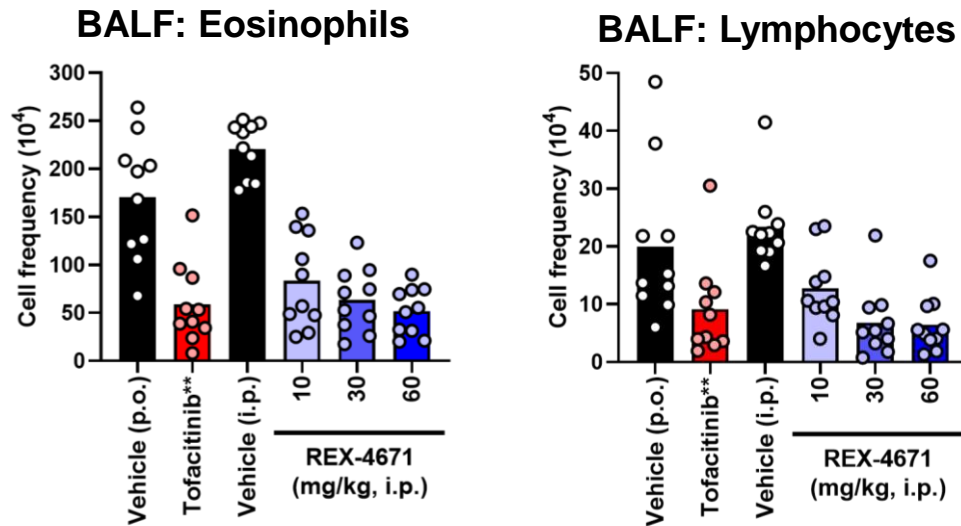 BALF: Eosinophils
Cell frequency (10⁴)
300
250
200
150
100
50
0
Vehicle (p.o.)
Tofacitinib**
Vehicle (i.p.)
10
30
60
REX-4671
(mg/kg, i.p.)
BALF: Lymphocytes
Cell frequency (10⁴)
50
40
30
20
10
0
Vehicle (p.o.)
Tofacitinib**
Vehicle (i.p.)
10
30
60
REX-4671
(mg/kg, i.p.)